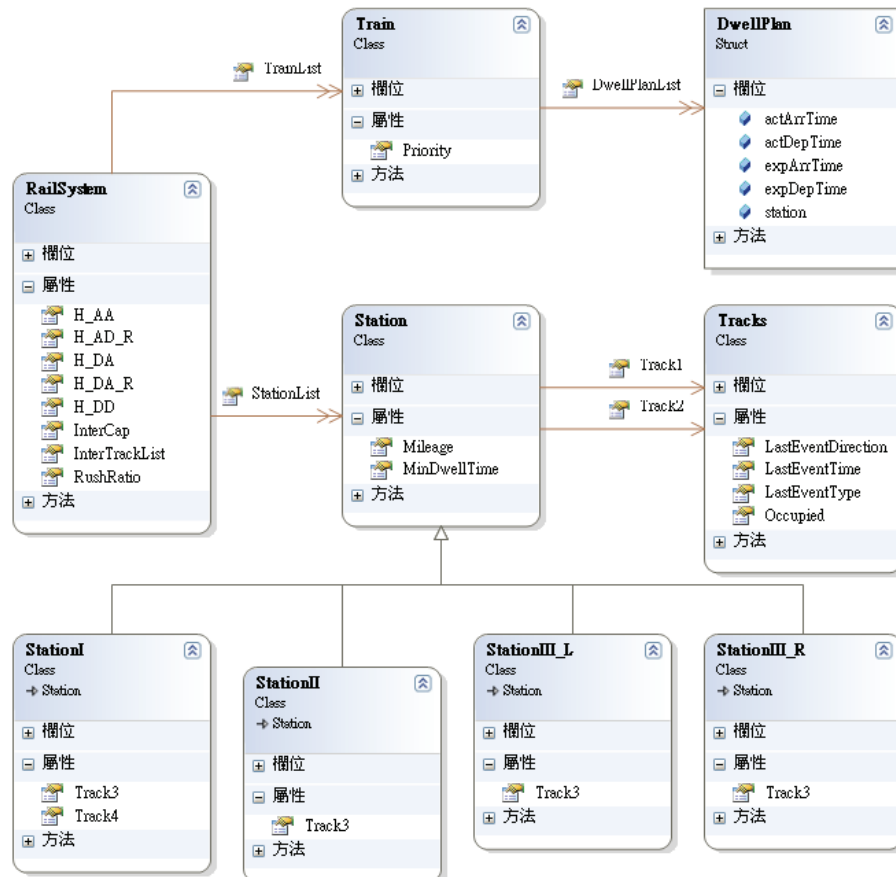 Train
Class
欄位
屬性
Priority
方法
TrainList
DwellPlan
Struct
欄位
actArrTime
actDepTime
expArrTime
expDepTime
station
方法
DwellPlanList
RailSystem
Class
欄位
屬性
H_AA
H_AD_R
H_DA
H_DA_R
H_DD
InterCap
InterTrackList
RushRatio
方法
StationList
Station
Class
欄位
屬性
Mileage
MinDwellTime
方法
Track1
Track2
Tracks
Class
欄位
屬性
LastEventDirection
LastEventTime
LastEventType
Occupied
方法
StationI
Class
Station
欄位
屬性
Track3
Track4
方法
StationII
Class
Station
欄位
屬性
Track3
方法
StationIII_L
Class
Station
欄位
屬性
Track3
方法
StationIII_R
Class
Station
欄位
屬性
Track3
方法